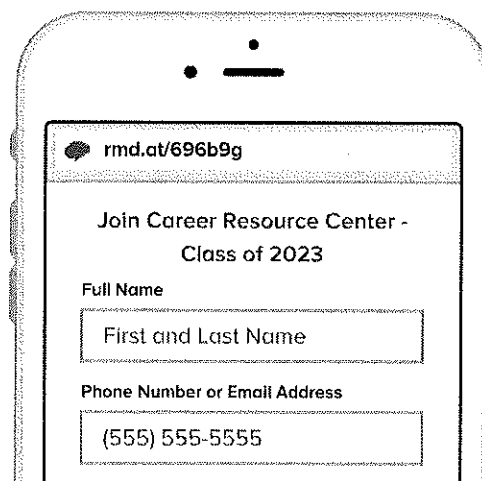 rmd.at/696b9g
Join Career Resource Center -
Class of 2023
Full Name
First and Last Name
Phone Number or Email Address
(555) 555-5555